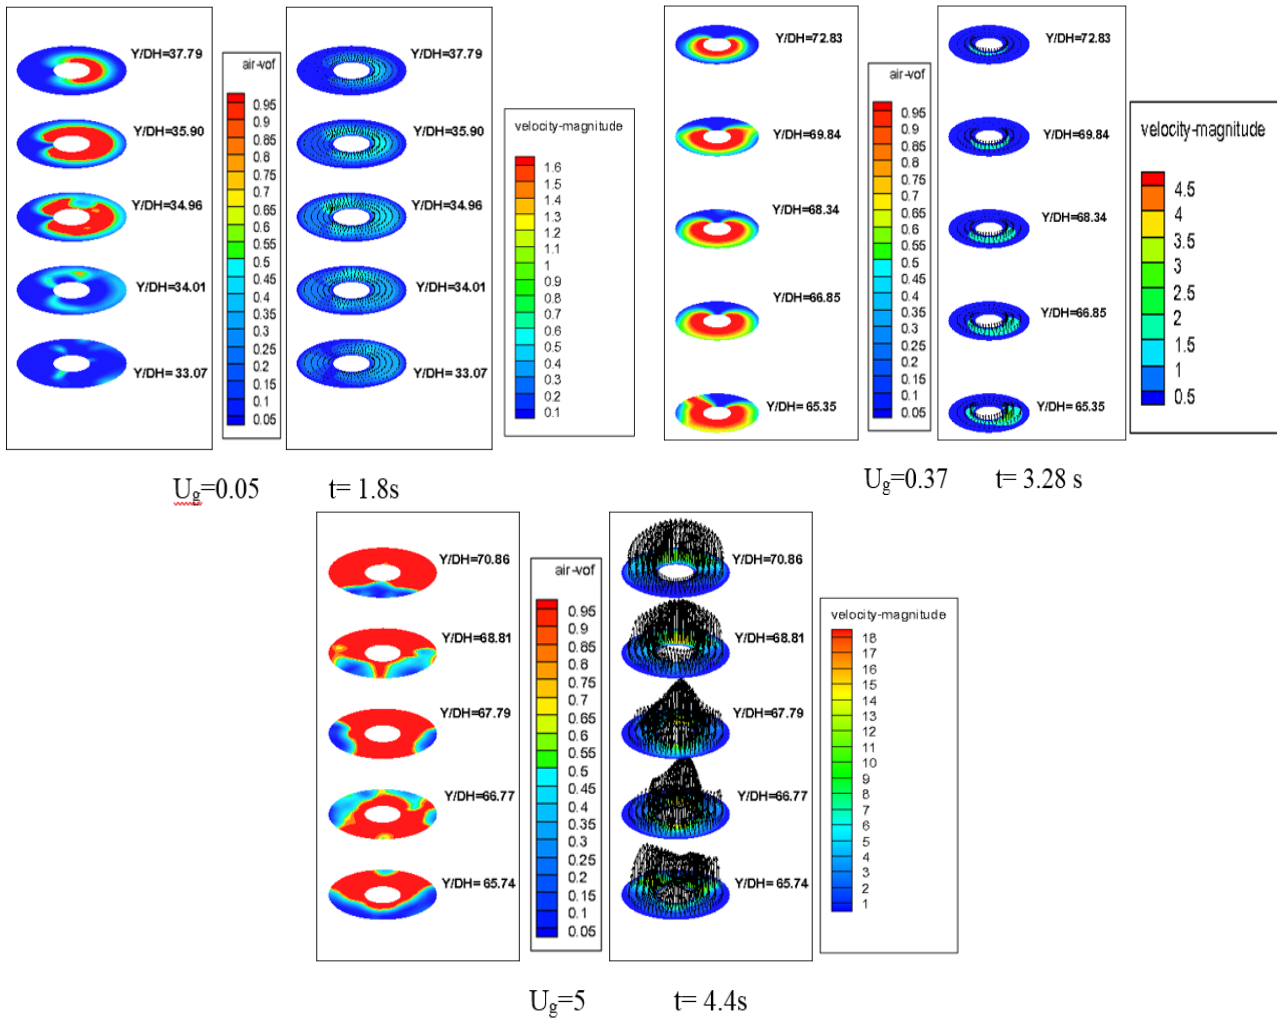 Y/DH=37.79
Y/DH=35.90
Y/DH=34.96
Y/DH=34.01
Y/DH= 33.07
air-vof
0.95
0.9
0.85
0.8
0.75
0.7
0.65
0.6
0.55
0.5
0.45
0.4
0.35
0.3
0.25
0.2
0.15
0.1
0.05
Y/DH=37.79
Y/DH=35.90
Y/DH=34.96
Y/DH=34.01
Y/DH= 33.07
velocity-magnitude
1.6
1.5
1.4
1.3
1.2
1.1
1
0.9
0.8
0.7
0.6
0.5
0.4
0.3
0.2
0.1
Ug=0.05 t= 1.8s
Y/DH=72.83
Y/DH=69.84
Y/DH=68.34
Y/DH=66.85
Y/DH= 65.35
air-vof
0.95
0.9
0.85
0.8
0.75
0.7
0.65
0.6
0.55
0.5
0.45
0.4
0.35
0.3
0.25
0.2
0.15
0.1
0.05
Y/DH=72.83
Y/DH=69.84
Y/DH=68.34
Y/DH=66.85
Y/DH= 65.35
velocity-magnitude
4.5
4
3.5
3
2.5
2
1.5
1
0.5
Ug=0.37 t= 3.28 s
Y/DH=70.86
Y/DH=68.81
Y/DH=67.79
Y/DH=66.77
Y/DH= 65.74
air-vof
0.95
0.9
0.85
0.8
0.75
0.7
0.65
0.6
0.55
0.5
0.45
0.4
0.35
0.3
0.25
0.2
0.15
0.1
0.05
Y/DH=70.86
Y/DH=68.81
Y/DH=67.79
Y/DH=66.77
Y/DH= 65.74
velocity-magnitude
18
17
16
15
14
13
12
11
10
9
8
7
6
5
4
3
2
1
Ug=5 t= 4.4s